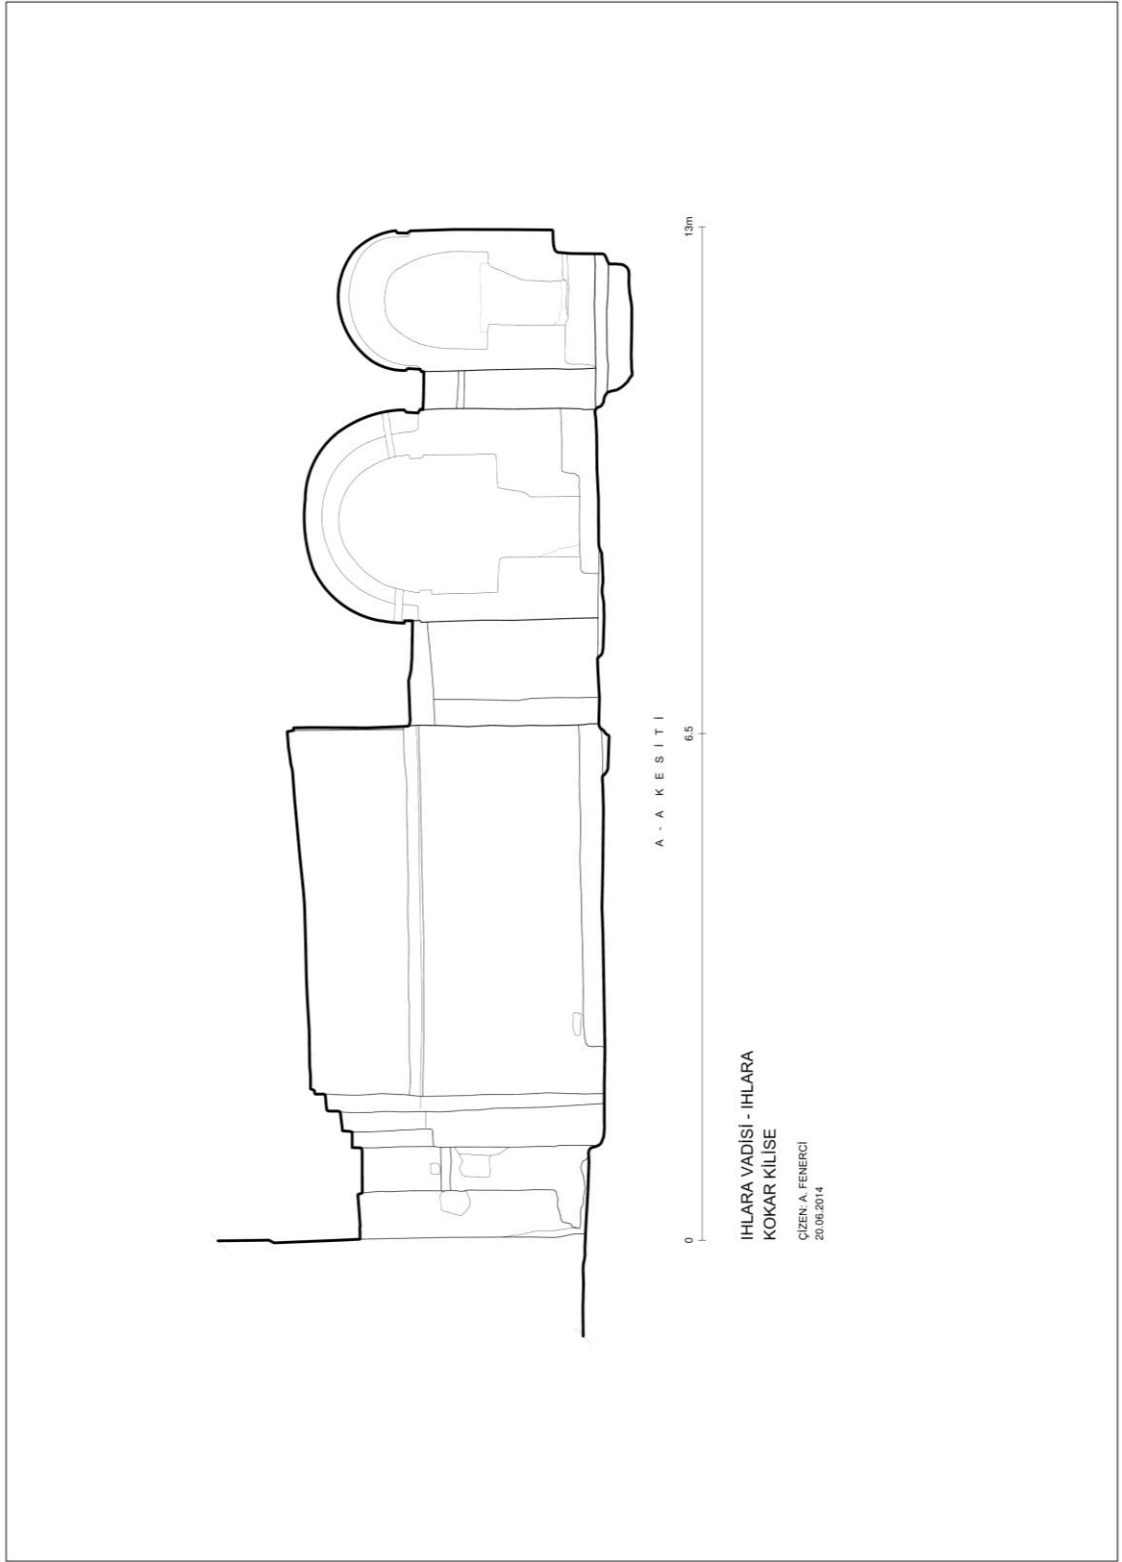 A - A K E S İ T İ
0 6.5 13m
IHLARA VADİSİ - IHLARA
KOKAR KİLİSE
ÇİZEN: A. FENERCİ
20.06.2014